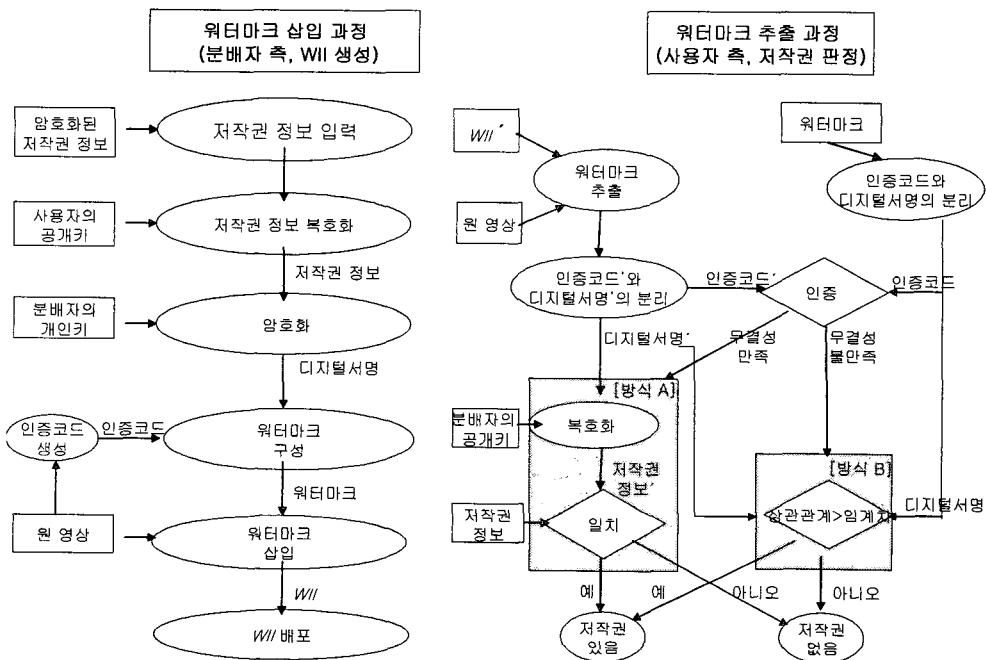 워터마크 삽입 과정
(분배자 측, WII 생성)
암호화된
저작권 정보
저작권 정보 입력
사용자의
공개키
저작권 정보 복호화
저작권 정보
분배자의
개인키
암호화
디지털서명
인증코드
생성
인증코드
워터마크
구성
워터마크
원 영상
워터마크
삽입
WII
WII 배포
워터마크 추출 과정
(사용자 측, 저작권 판정)
WII´
워터마크
추출
원 영상
워터마크
인증코드와
디지털서명의 분리
인증코드´와
디지털서명´의 분리
인증코드´
인증
인증코드
디지털서명´
무결성
만족
무결성
불만족
[방식 A]
분배자의
공개키
복호화
저작권
정보´
저작권
정보
일치
[방식 B]
상관관계>임계치
디지털서명
예
예
아니오
아니오
저작권
있음
저작권
없음